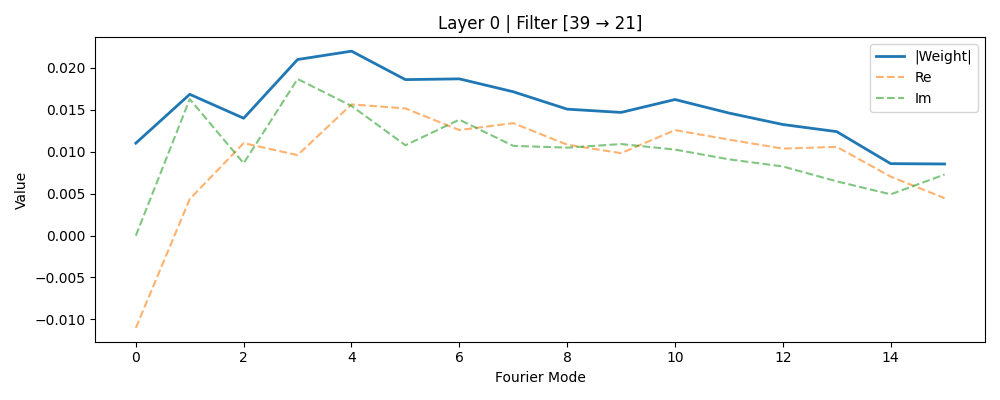 Layer 0 | Filter [39 → 21]
|Weight|
Re
Im
Value
0.020
0.015
0.010
0.005
0.000
−0.005
−0.010
0 2 4 6 8 10 12 14
Fourier Mode